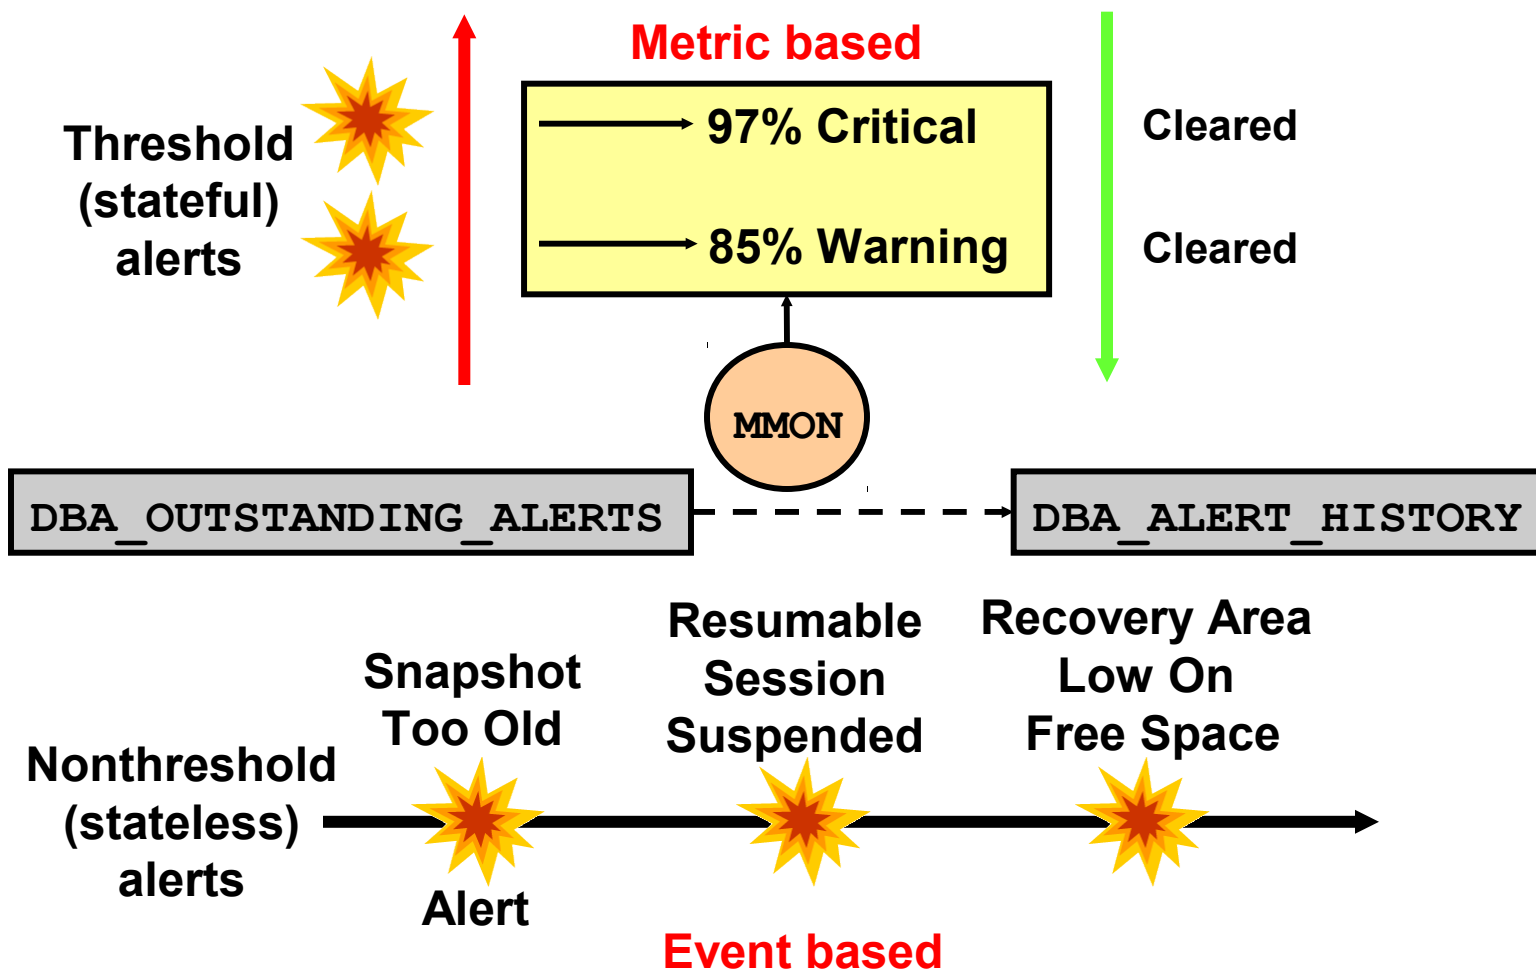 Metric based
Threshold
(stateful)
alerts
97% Critical
85% Warning
Cleared
Cleared
MMON
DBA_OUTSTANDING_ALERTS
DBA_ALERT_HISTORY
Snapshot
Too Old
Resumable
Session
Suspended
Recovery Area
Low On
Free Space
Nonthreshold
(stateless)
alerts
Alert
Event based